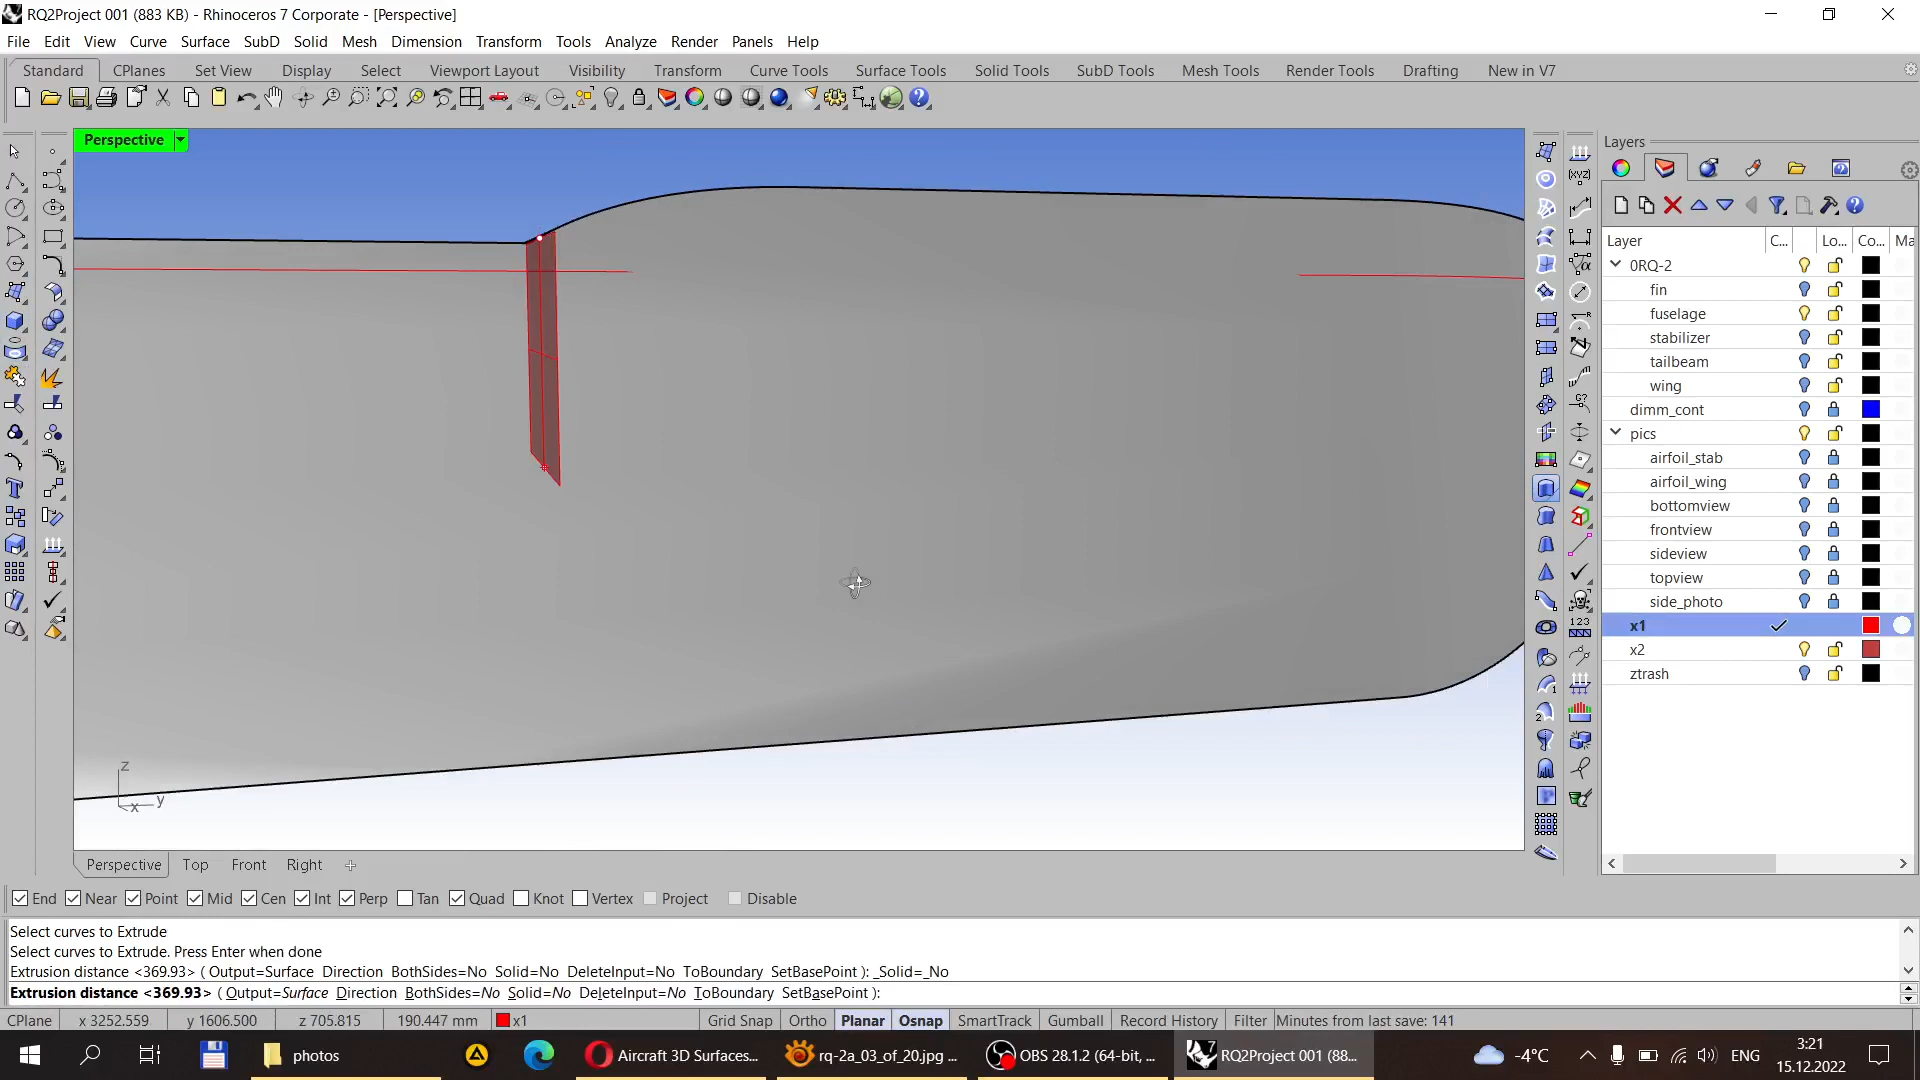 RQ2Project 001 (883 KB) - Rhinoceros 7 Corporate - [Perspective]
File Edit View Curve Surface SubD Solid Mesh Dimension Transform Tools Analyze Render Panels Help
Standard CPlanes Set View Display Select Viewport Layout Visibility Transform Curve Tools Surface Tools Solid Tools SubD Tools Mesh Tools Render Tools Drafting New in V7
Perspective
Layers
Layer C... Lo... Co... Ma
0RQ-2
fin
fuselage
stabilizer
tailbeam
wing
dimm_cont
pics
airfoil_stab
airfoil_wing
bottomview
frontview
sideview
topview
side_photo
x1
x2
ztrash
z
x y
Perspective Top Front Right
End Near Point Mid Cen Int Perp Tan Quad Knot Vertex Project Disable
Select curves to Extrude
Select curves to Extrude. Press Enter when done
Extrusion distance <369.93> ( Output=Surface Direction BothSides=No Solid=No DeleteInput=No ToBoundary SetBasePoint ): _Solid=_No
Extrusion distance <369.93> ( Output=Surface Direction BothSides=No Solid=No DeleteInput=No ToBoundary SetBasePoint ):
CPlane x 3252.559 y 1606.500 z 705.815 190.447 mm x1 Grid Snap Ortho Planar Osnap SmartTrack Gumball Record History Filter Minutes from last save: 141
photos Aircraft 3D Surfaces... rq-2a_03_of_20.jpg ... OBS 28.1.2 (64-bit, ... RQ2Project 001 (88... -4°C ENG 3:21
15.12.2022